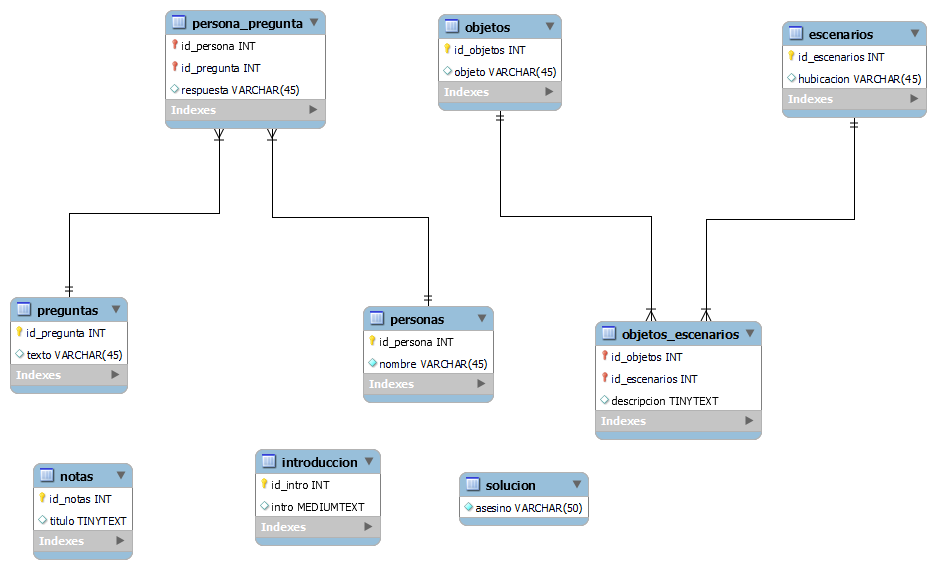 persona_pregunta
id_persona INT
id_pregunta INT
respuesta VARCHAR(45)
Indexes
objetos
id_objetos INT
objeto VARCHAR(45)
Indexes
escenarios
id_escenarios INT
hubicacion VARCHAR(45)
Indexes
preguntas
id_pregunta INT
texto VARCHAR(45)
Indexes
personas
id_persona INT
nombre VARCHAR(45)
Indexes
objetos_escenarios
id_objetos INT
id_escenarios INT
descripcion TINYTEXT
Indexes
notas
id_notas INT
titulo TINYTEXT
Indexes
introduccion
id_intro INT
intro MEDIUMTEXT
Indexes
solucion
asesino VARCHAR(50)